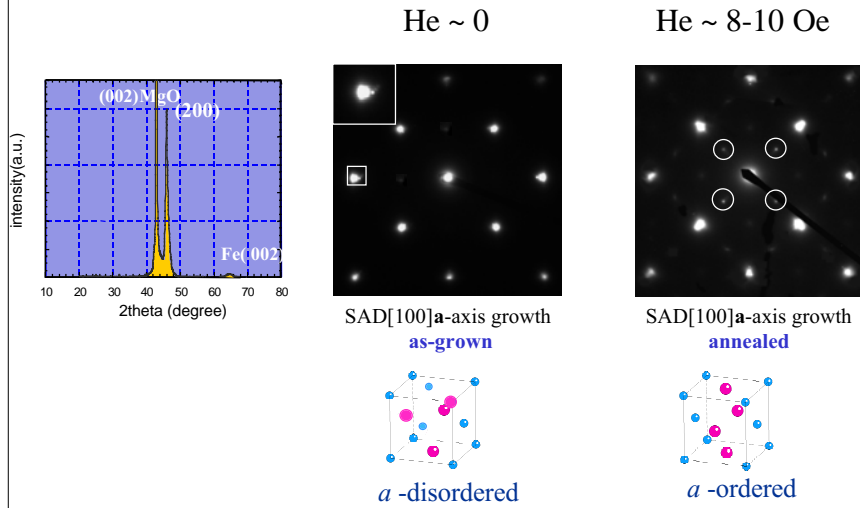 He ~ 0
He ~ 8-10 Oe
(002)MgO
(200)
Fe(002)
intensity(a.u.)
10 20 30 40 50 60 70 80
2theta (degree)
SAD[100]a-axis growth
as-grown
SAD[100]a-axis growth
annealed
a -disordered
a -ordered